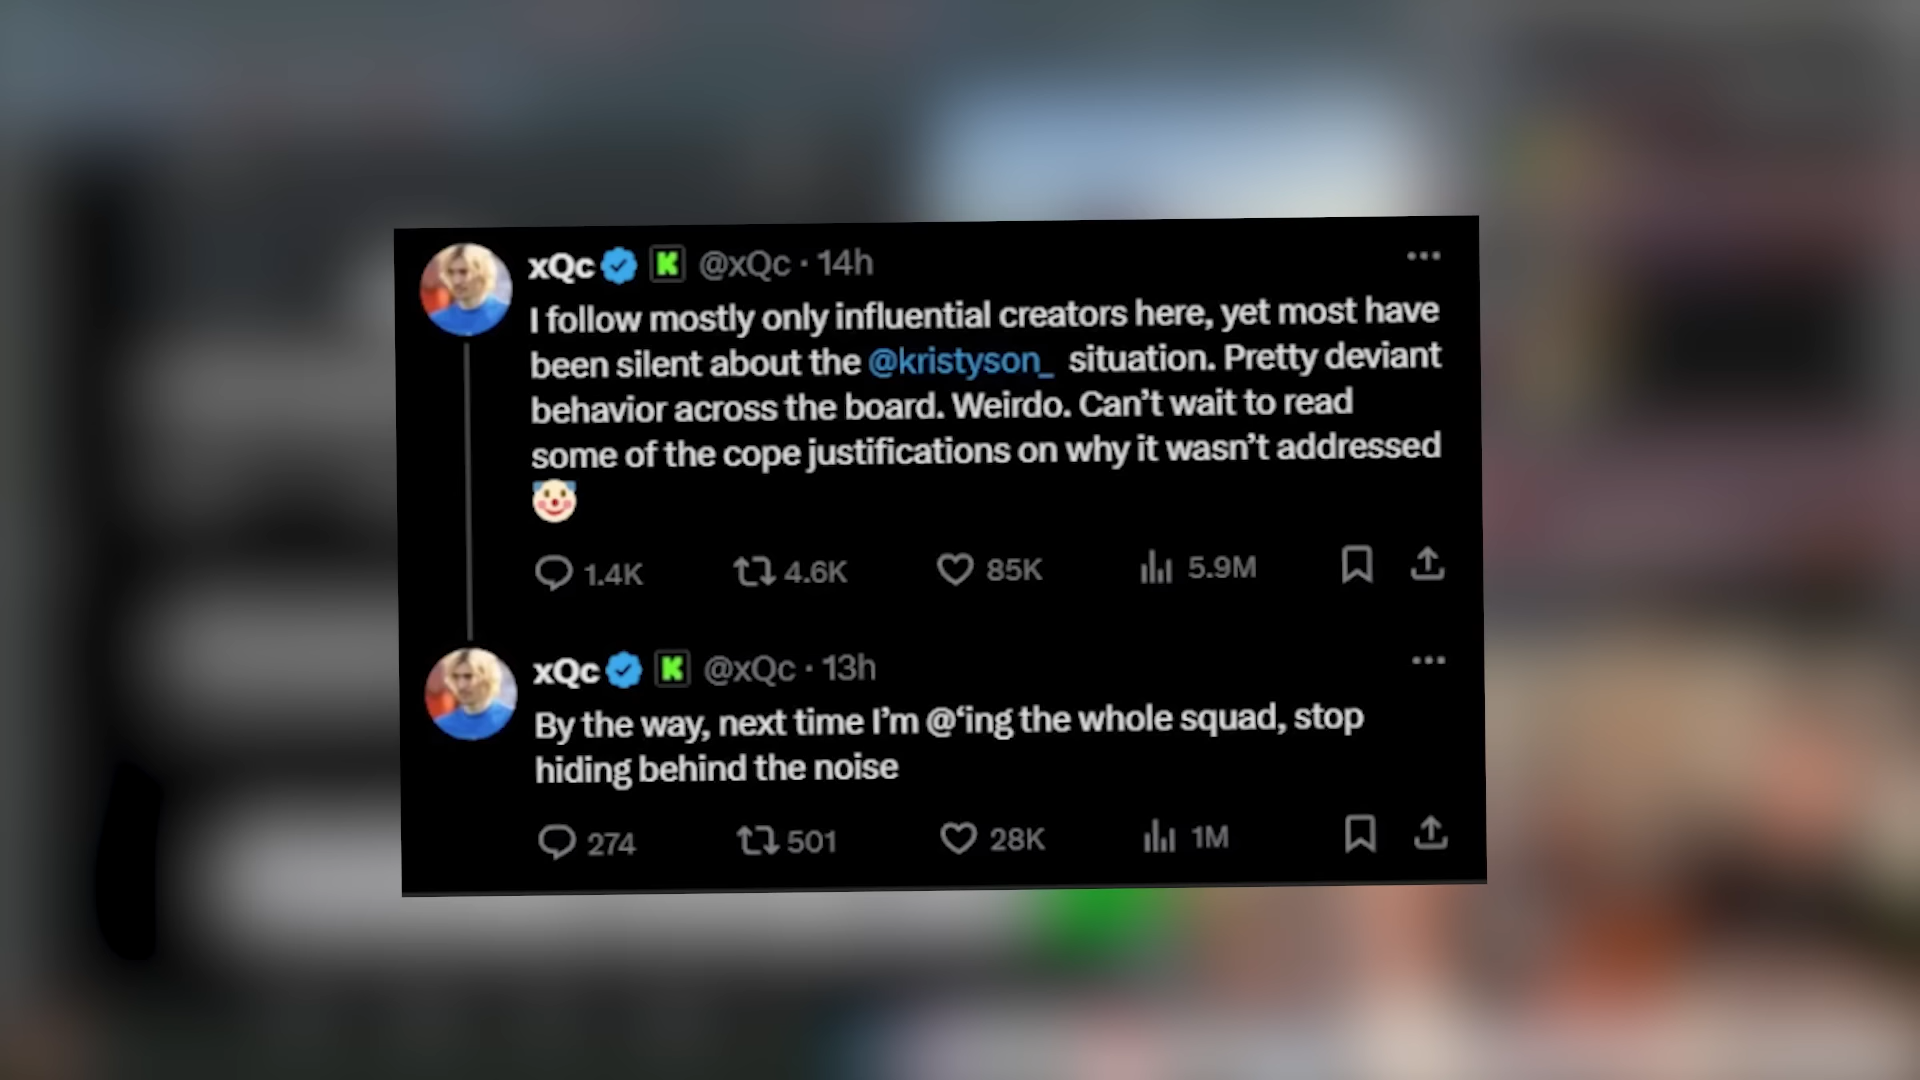 xQc K @xQc · 14h
I follow mostly only influential creators here, yet most have
been silent about the @kristyson_ situation. Pretty deviant
behavior across the board. Weirdo. Can’t wait to read
some of the cope justifications on why it wasn’t addressed
🤡
1.4K 4.6K 85K 5.9M
xQc K @xQc · 13h
By the way, next time I’m @‘ing the whole squad, stop
hiding behind the noise
274 501 28K 1M